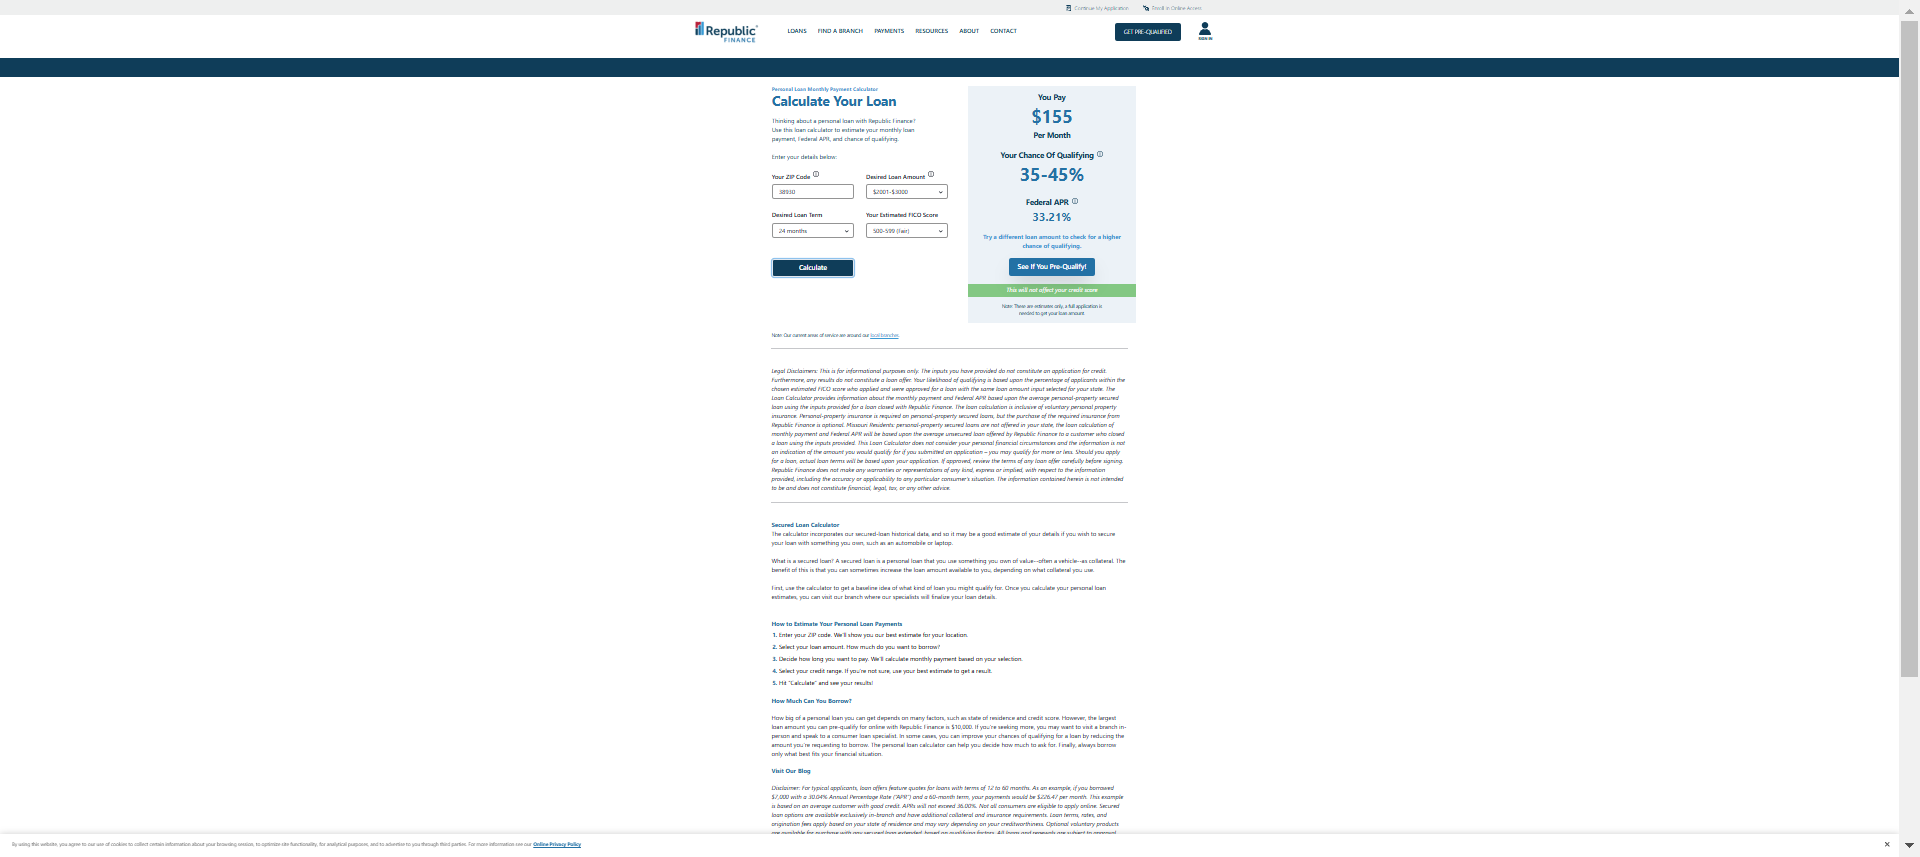 Continue My Application
Enroll In Online Access
Republic
FINANCE
LOANS
FIND A BRANCH
PAYMENTS
RESOURCES
ABOUT
CONTACT
GET PRE-QUALIFIED
SIGN IN
Personal Loan Monthly Payment Calculator
Calculate Your Loan
Thinking about a personal loan with Republic Finance?
Use this loan calculator to estimate your monthly loan
payment, Federal APR, and chance of qualifying.
Enter your details below:
Your ZIP Code
Desired Loan Amount
38930
$2001-$3000
Desired Loan Term
Your Estimated FICO Score
24 months
500-599 (Fair)
Calculate
You Pay
$155
Per Month
Your Chance Of Qualifying
35-45%
Federal APR
33.21%
Try a different loan amount to check for a higher
chance of qualifying.
See If You Pre-Qualify!
This will not affect your credit score
Note: These are estimates only, a full application is
needed to get your loan amount
Note: Our current areas of service are around our local branches.
Legal Disclaimers: This is for informational purposes only. The inputs you have provided do not constitute an application for credit.
Furthermore, any results do not constitute a loan offer. Your likelihood of qualifying is based upon the percentage of applicants within the
chosen estimated FICO score who applied and were approved for a loan with the same loan amount input selected for your state. The
Loan Calculator provides information about the monthly payment and Federal APR based upon the average personal-property secured
loan using the inputs provided for a loan closed with Republic Finance. The loan calculation is inclusive of voluntary personal property
insurance. Personal-property insurance is required on personal-property secured loans, but the purchase of the required insurance from
Republic Finance is optional. Missouri Residents: personal-property secured loans are not offered in your state, the loan calculation of
monthly payment and Federal APR will be based upon the average unsecured loan offered by Republic Finance to a customer who closed
a loan using the inputs provided. This Loan Calculator does not consider your personal financial circumstances and the information is not
an indication of the amount you would qualify for if you submitted an application – you may qualify for more or less. Should you apply
for a loan, actual loan terms will be based upon your application. If approved, review the terms of any loan offer carefully before signing.
Republic Finance does not make any warranties or representations of any kind, express or implied, with respect to the information
provided, including the accuracy or applicability to any particular consumer's situation. The information contained herein is not intended
to be and does not constitute financial, legal, tax, or any other advice.
Secured Loan Calculator
The calculator incorporates our secured-loan historical data, and so it may be a good estimate of your details if you wish to secure
your loan with something you own, such as an automobile or laptop.
What is a secured loan? A secured loan is a personal loan that you use something you own of value--often a vehicle--as collateral. The
benefit of this is that you can sometimes increase the loan amount available to you, depending on what collateral you use.
First, use the calculator to get a baseline idea of what kind of loan you might qualify for. Once you calculate your personal loan
estimates, you can visit our branch where our specialists will finalize your loan details.
How to Estimate Your Personal Loan Payments
1. Enter your ZIP code. We'll show you our best estimate for your location.
2. Select your loan amount. How much do you want to borrow?
3. Decide how long you want to pay. We'll calculate monthly payment based on your selection.
4. Select your credit range. If you're not sure, use your best estimate to get a result.
5. Hit "Calculate" and see your results!
How Much Can You Borrow?
How big of a personal loan you can get depends on many factors, such as state of residence and credit score. However, the largest
loan amount you can pre-qualify for online with Republic Finance is $10,000. If you're seeking more, you may want to visit a branch in-
person and speak to a consumer loan specialist. In some cases, you can improve your chances of qualifying for a loan by reducing the
amount you're requesting to borrow. The personal loan calculator can help you decide how much to ask for. Finally, always borrow
only what best fits your financial situation.
Visit Our Blog
Disclaimer: For typical applicants, loan offers feature quotes for loans with terms of 12 to 60 months. As an example, if you borrowed
$7,000 with a 30.04% Annual Percentage Rate ("APR") and a 60-month term, your payments would be $226.47 per month. This example
is based on an average customer with good credit. APRs will not exceed 36.00%. Not all consumers are eligible to apply online. Secured
loan options are available exclusively in-branch and have additional collateral and insurance requirements. Loan terms, rates, and
origination fees apply based on your state of residence and may vary depending on your creditworthiness. Optional voluntary products
are available for purchase with any secured loan extended, based on qualifying factors. All loans and renewals are subject to approval
By using this website, you agree to our use of cookies to collect certain information about your browsing session, to optimize site functionality, for analytical purposes, and to advertise to you through third parties. For more information see our Online Privacy Policy